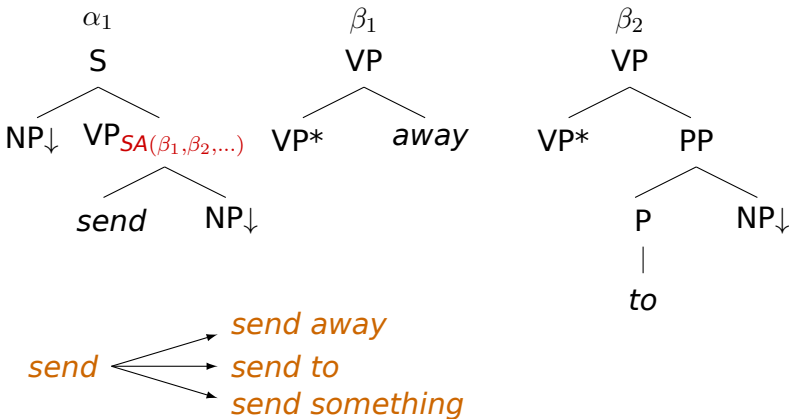 α₁ β₁ β₂
S VP VP
NP↓ VP_SA(β₁,β₂,...) VP* away VP* PP
send NP↓ P NP↓
to
send away
send send to
send something